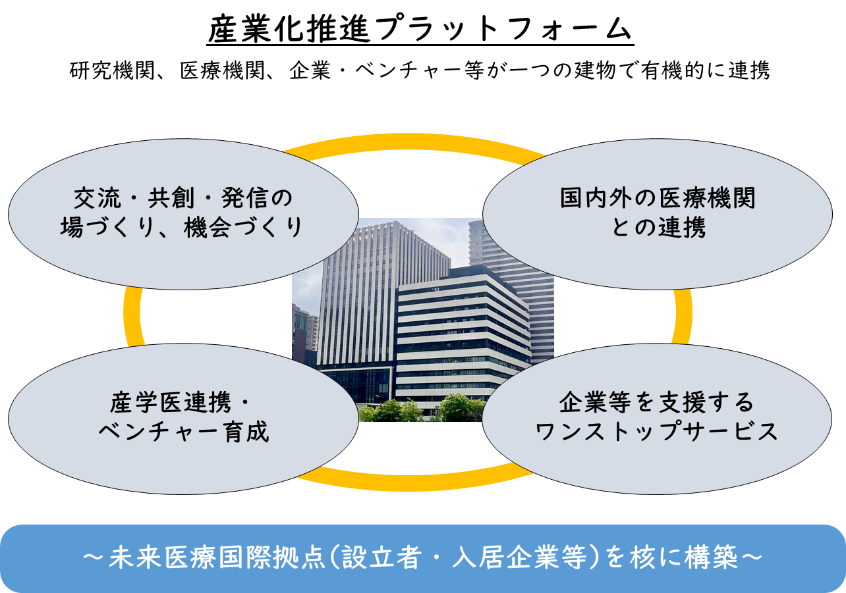 産業化推進プラットフォーム
研究機関、医療機関、企業・ベンチャー等が一つの建物で有機的に連携
交流・共創・発信の
場づくり、機会づくり
国内外の医療機関
との連携
産学医連携・
ベンチャー育成
企業等を支援する
ワンストップサービス
～未来医療国際拠点(設立者・入居企業等)を核に構築～